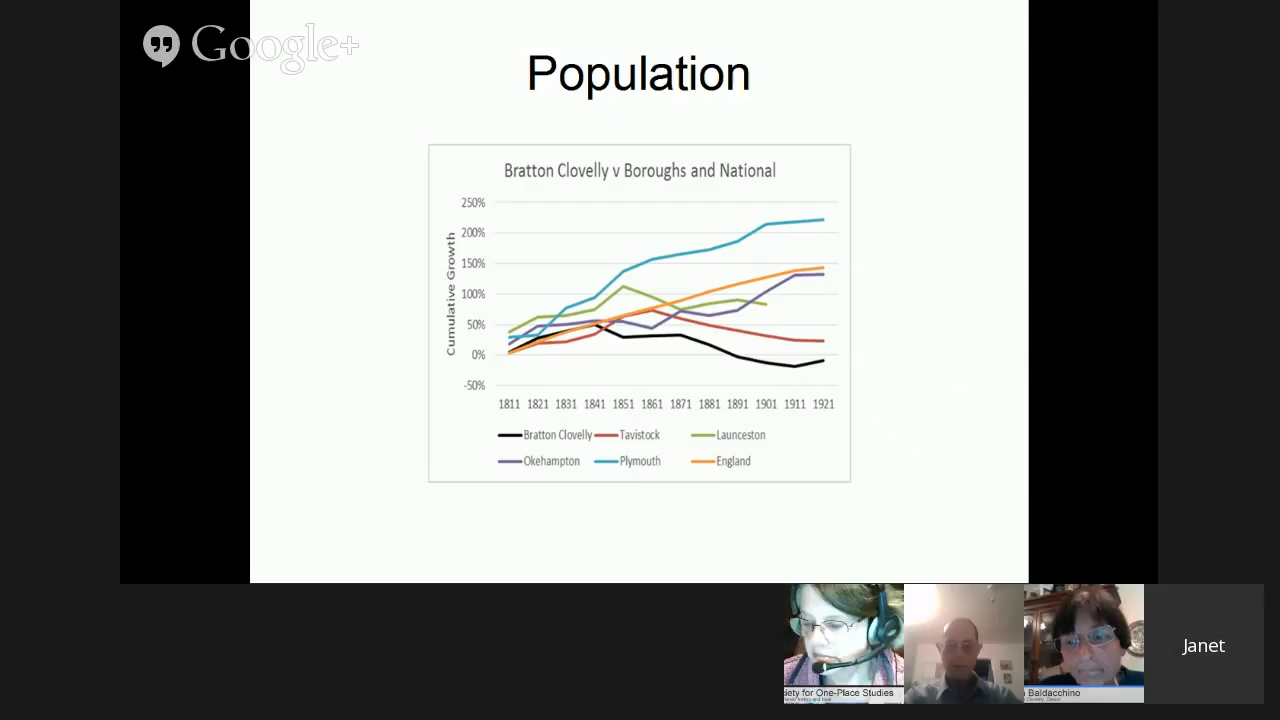 Google+
Population
Bratton Clovelly v Boroughs and National
Cumulative Growth
250%
200%
150%
100%
50%
0%
-50%
1811 1821 1831 1841 1851 1861 1871 1881 1891 1901 1911 1921
Bratton Clovelly Tavistock Launceston
Okehampton Plymouth England
Janet
ciety for One-Place Studies
Baldacchino